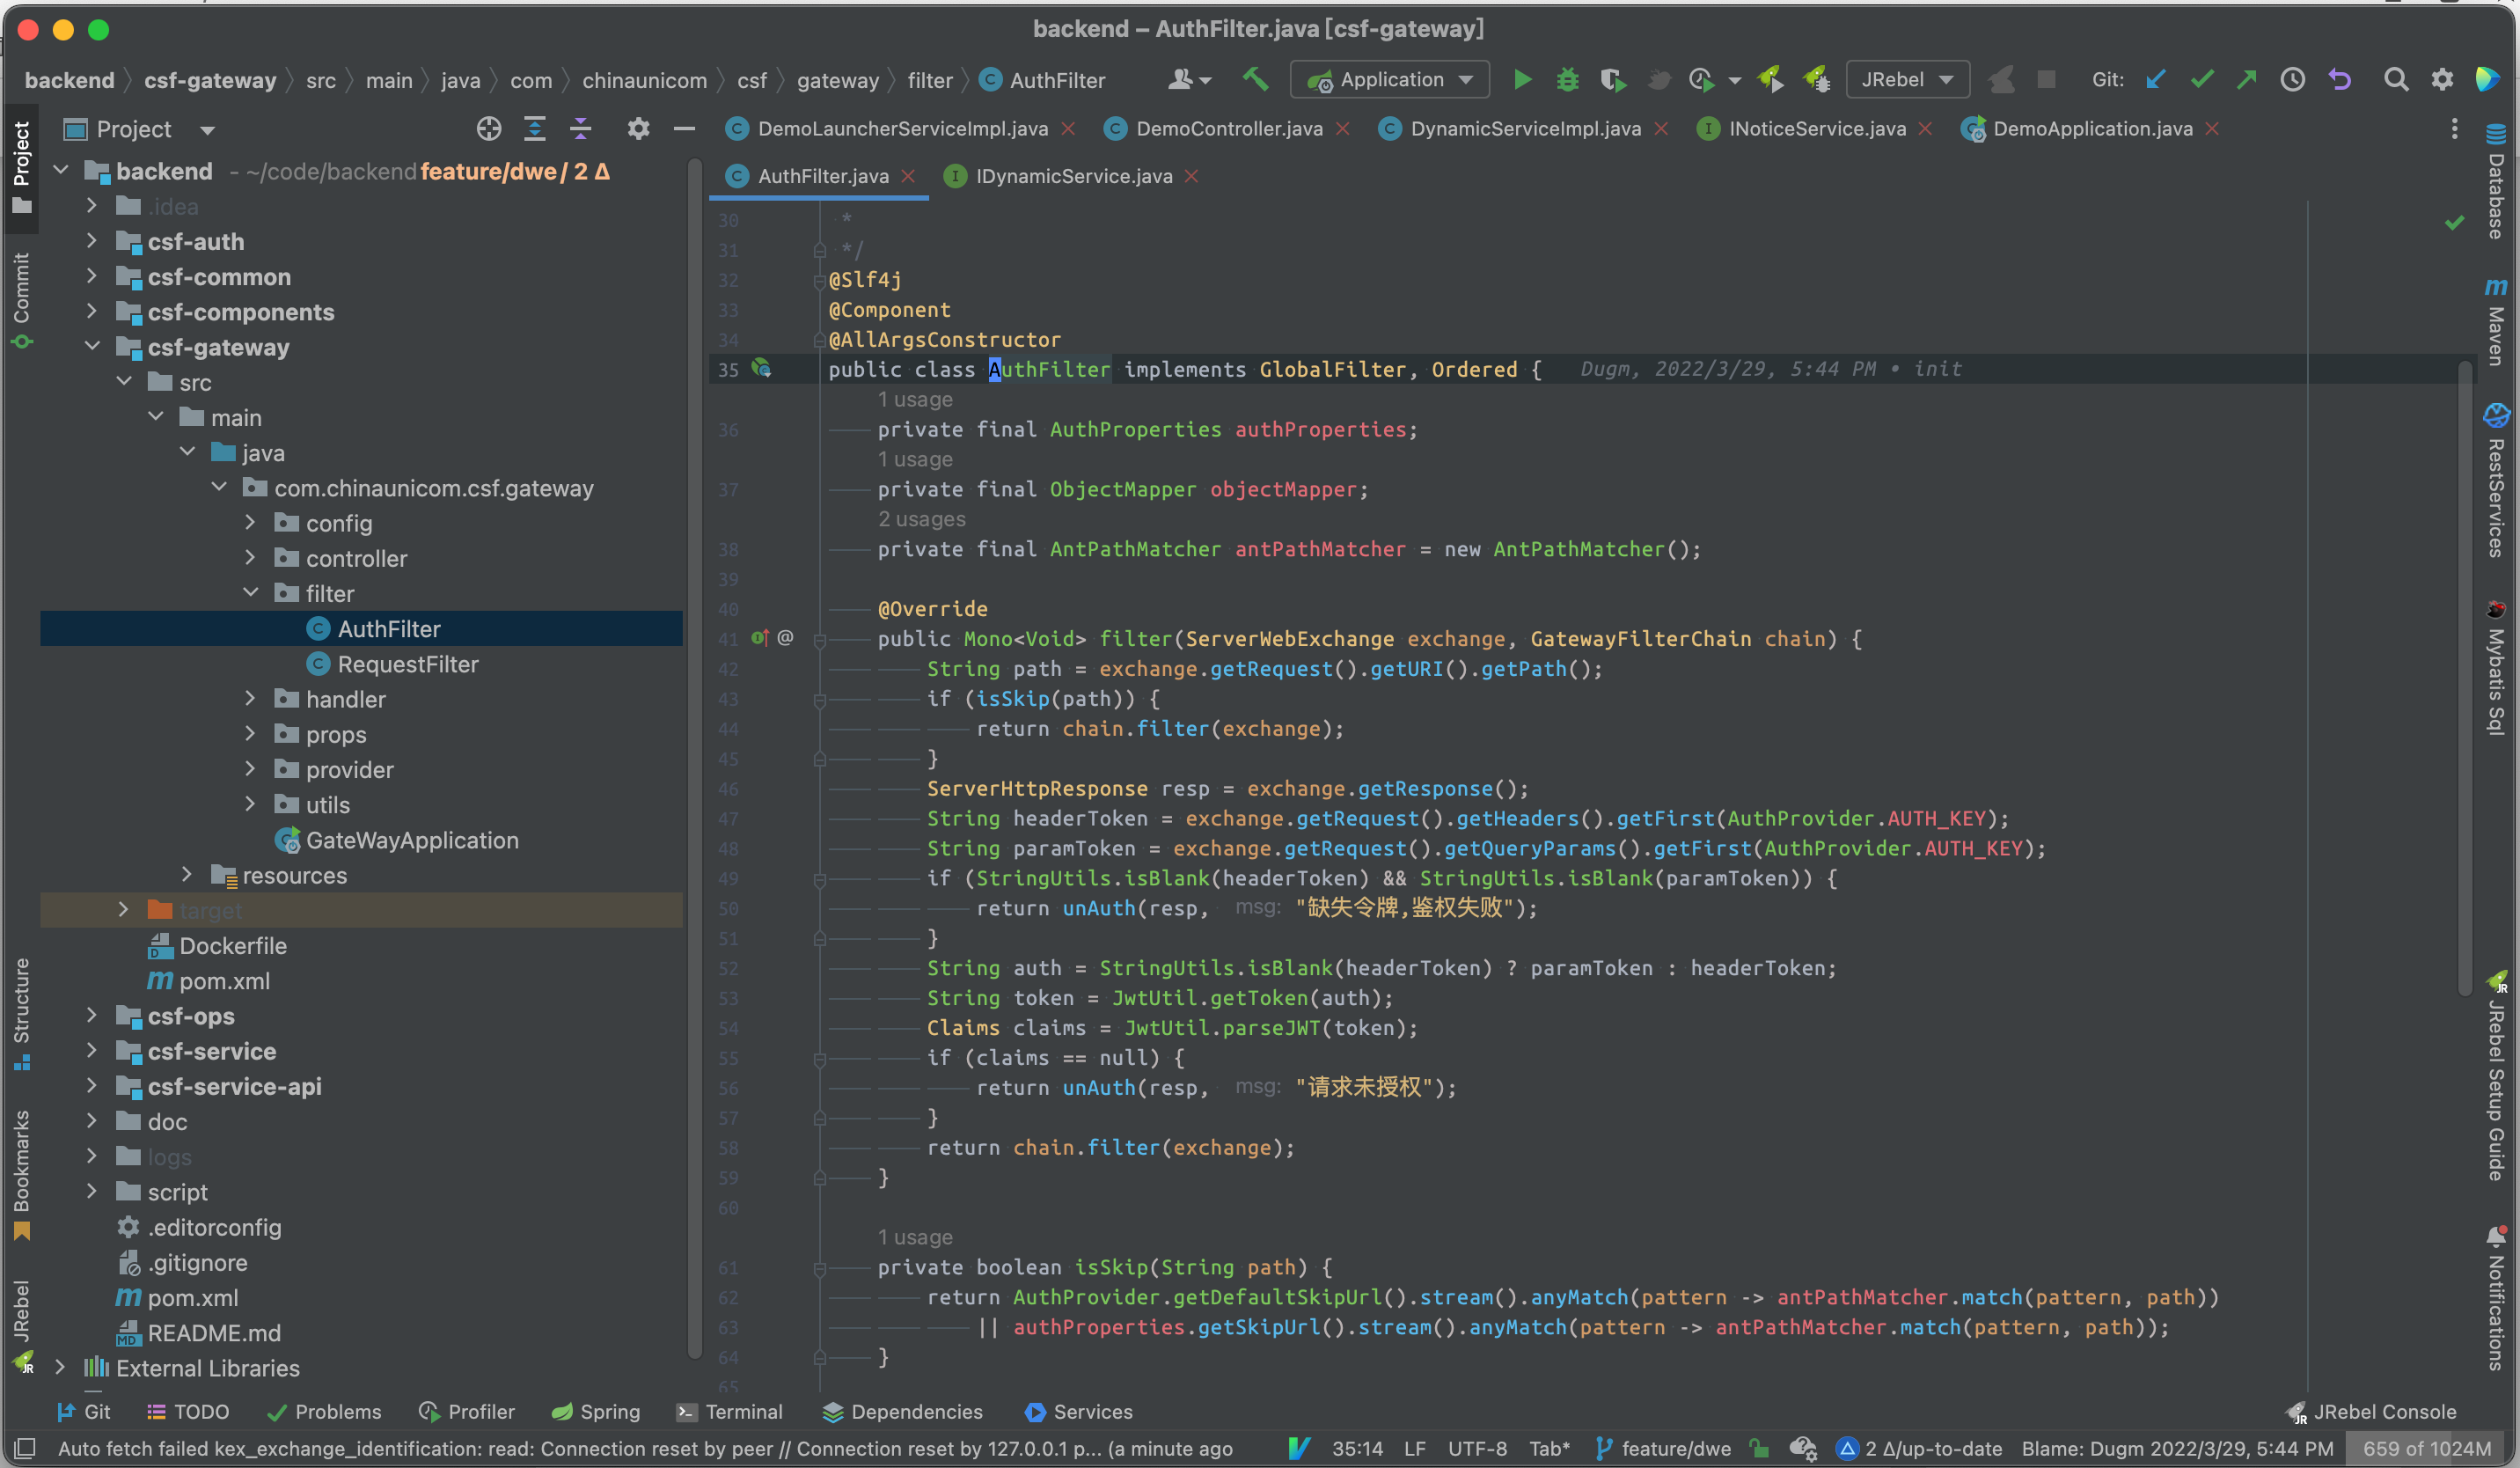 backend – AuthFilter.java [csf-gateway]
backend csf-gateway src main java com chinaunicom csf gateway filter AuthFilter Application JRebel Git:
Project
DemoLauncherServiceImpl.java DemoController.java DynamicServiceImpl.java INoticeService.java DemoApplication.java
AuthFilter.java IDynamicService.java
Project
Commit
Structure
Bookmarks
JRebel
backend - ~/code/backend feature/dwe / 2 Δ
.idea
csf-auth
csf-common
csf-components
csf-gateway
src
main
java
com.chinaunicom.csf.gateway
config
controller
filter
AuthFilter
RequestFilter
handler
props
provider
utils
GateWayApplication
resources
target
Dockerfile
pom.xml
csf-ops
csf-service
csf-service-api
doc
logs
script
.editorconfig
.gitignore
pom.xml
README.md
External Libraries
30 *
31 */
32 @Slf4j
33 @Component
34 @AllArgsConstructor
35 public class AuthFilter implements GlobalFilter, Ordered { Dugm, 2022/3/29, 5:44 PM • init
1 usage
36 private final AuthProperties authProperties;
1 usage
37 private final ObjectMapper objectMapper;
2 usages
38 private final AntPathMatcher antPathMatcher = new AntPathMatcher();
39
40 @Override
41 public Mono<Void> filter(ServerWebExchange exchange, GatewayFilterChain chain) {
42 String path = exchange.getRequest().getURI().getPath();
43 if (isSkip(path)) {
44 return chain.filter(exchange);
45 }
46 ServerHttpResponse resp = exchange.getResponse();
47 String headerToken = exchange.getRequest().getHeaders().getFirst(AuthProvider.AUTH_KEY);
48 String paramToken = exchange.getRequest().getQueryParams().getFirst(AuthProvider.AUTH_KEY);
49 if (StringUtils.isBlank(headerToken) && StringUtils.isBlank(paramToken)) {
50 return unAuth(resp, msg: "缺失令牌,鉴权失败");
51 }
52 String auth = StringUtils.isBlank(headerToken) ? paramToken : headerToken;
53 String token = JwtUtil.getToken(auth);
54 Claims claims = JwtUtil.parseJWT(token);
55 if (claims == null) {
56 return unAuth(resp, msg: "请求未授权");
57 }
58 return chain.filter(exchange);
59 }
60
1 usage
61 private boolean isSkip(String path) {
62 return AuthProvider.getDefaultSkipUrl().stream().anyMatch(pattern -> antPathMatcher.match(pattern, path))
63 || authProperties.getSkipUrl().stream().anyMatch(pattern -> antPathMatcher.match(pattern, path));
64 }
65
Database
Maven
RestServices
Mybatis Sql
JRebel Setup Guide
Notifications
Git TODO Problems Profiler Spring Terminal Dependencies Services JRebel Console
Auto fetch failed kex_exchange_identification: read: Connection reset by peer // Connection reset by 127.0.0.1 p... (a minute ago 35:14 LF UTF-8 Tab* feature/dwe 2 Δ/up-to-date Blame: Dugm 2022/3/29, 5:44 PM 659 of 1024M